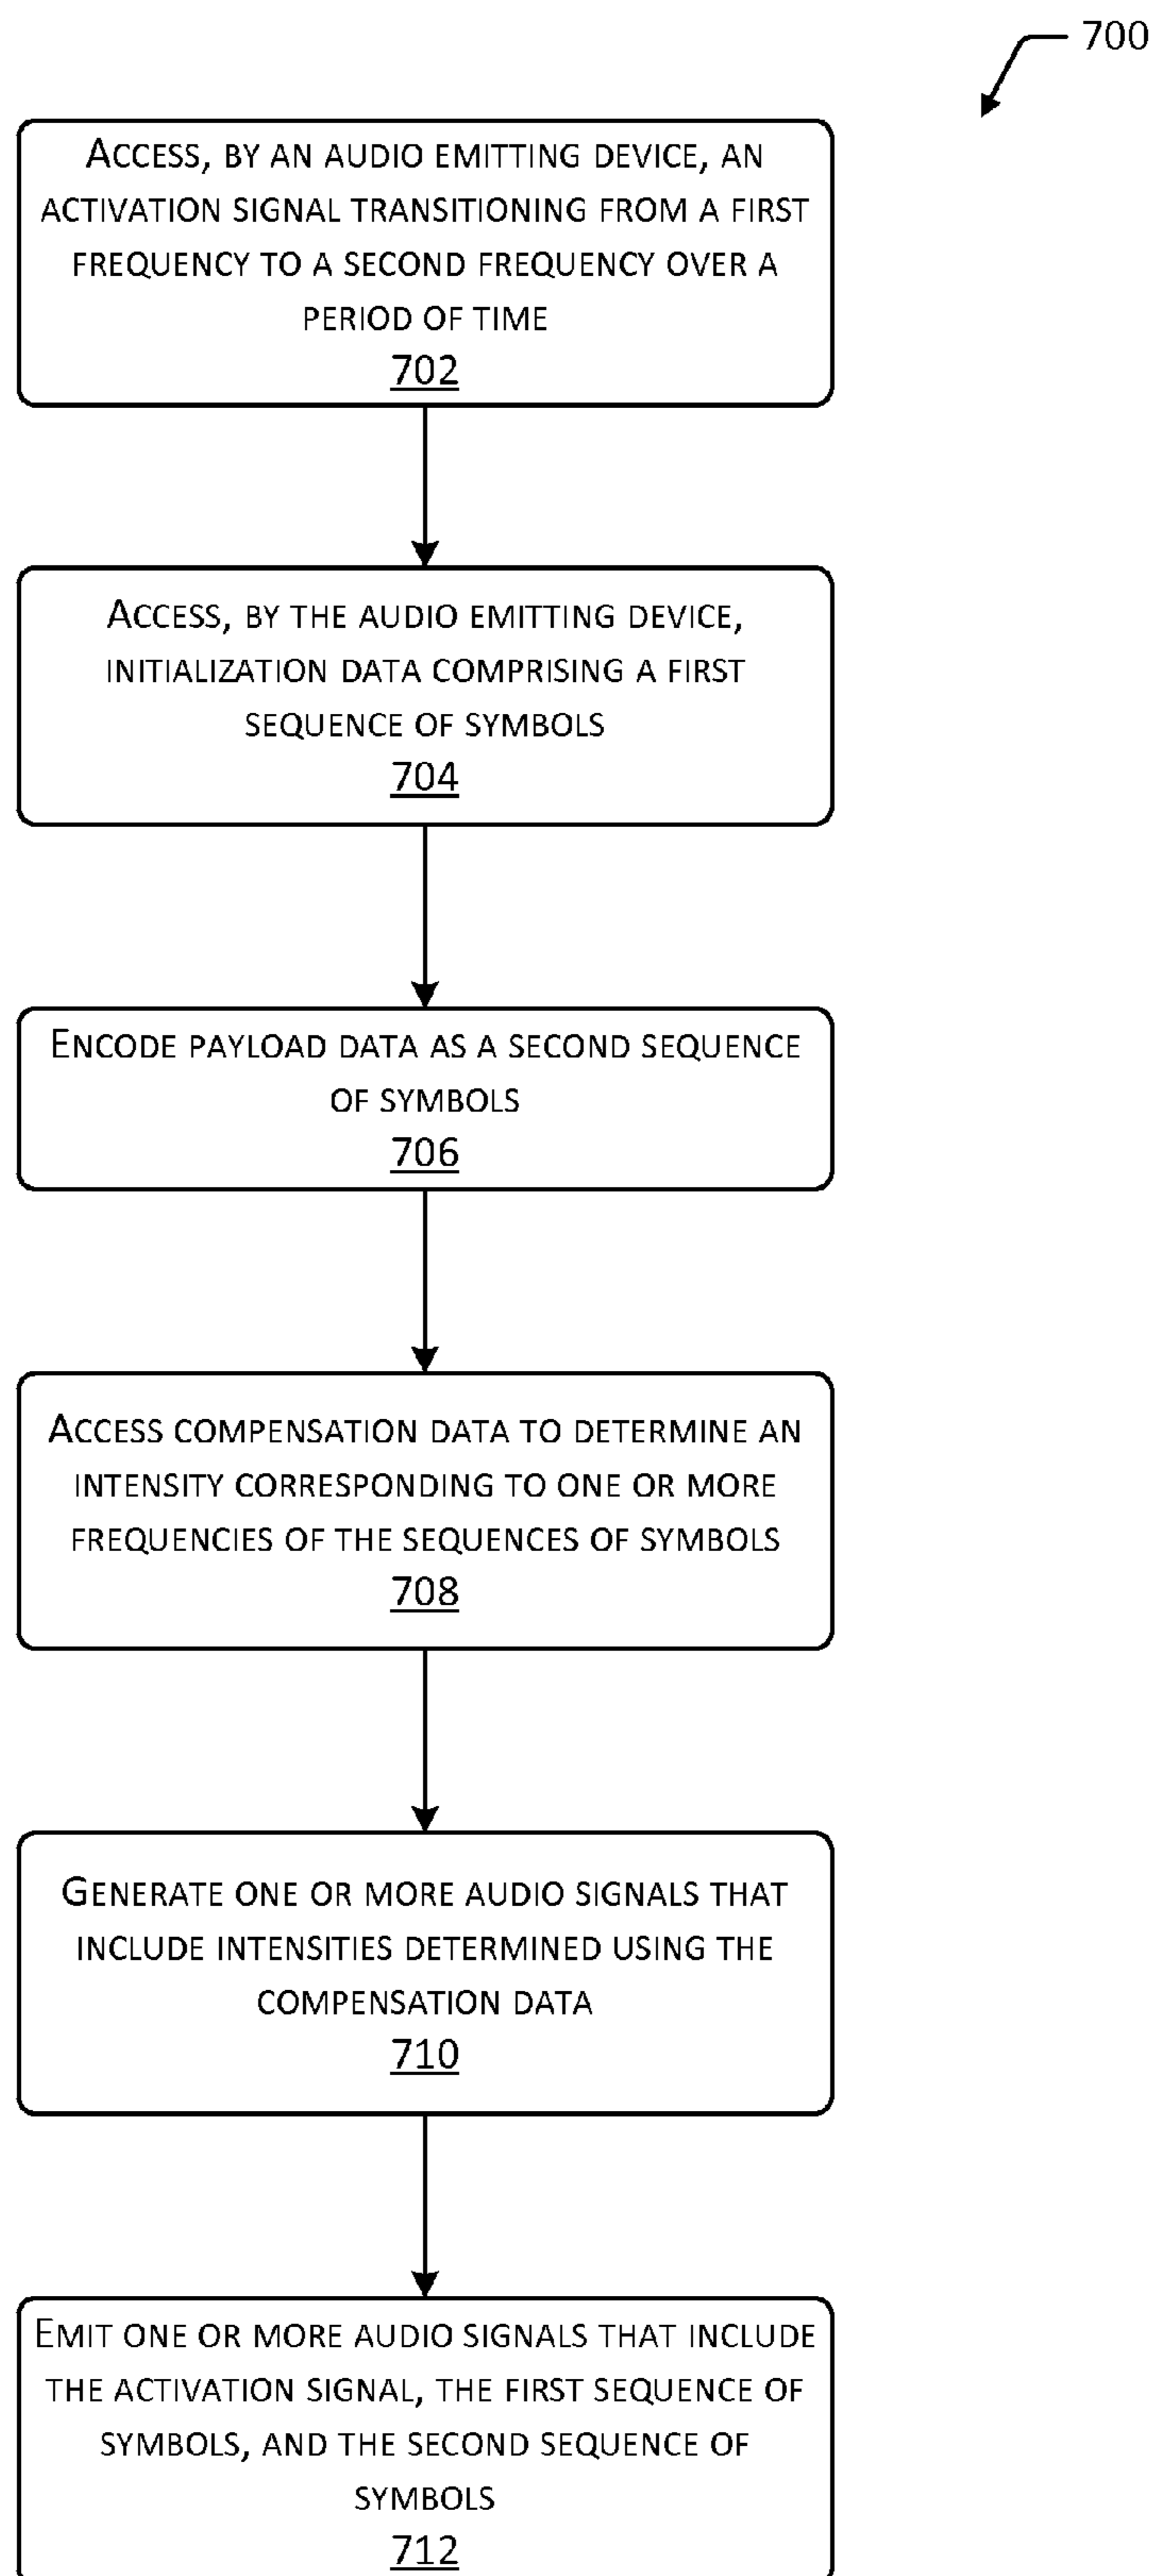 700
ACCESS, BY AN AUDIO EMITTING DEVICE, AN
ACTIVATION SIGNAL TRANSITIONING FROM A FIRST
FREQUENCY TO A SECOND FREQUENCY OVER A
PERIOD OF TIME
702
ACCESS, BY THE AUDIO EMITTING DEVICE,
INITIALIZATION DATA COMPRISING A FIRST
SEQUENCE OF SYMBOLS
704
ENCODE PAYLOAD DATA AS A SECOND SEQUENCE
OF SYMBOLS
706
ACCESS COMPENSATION DATA TO DETERMINE AN
INTENSITY CORRESPONDING TO ONE OR MORE
FREQUENCIES OF THE SEQUENCES OF SYMBOLS
708
GENERATE ONE OR MORE AUDIO SIGNALS THAT
INCLUDE INTENSITIES DETERMINED USING THE
COMPENSATION DATA
710
EMIT ONE OR MORE AUDIO SIGNALS THAT INCLUDE
THE ACTIVATION SIGNAL, THE FIRST SEQUENCE OF
SYMBOLS, AND THE SECOND SEQUENCE OF
SYMBOLS
712